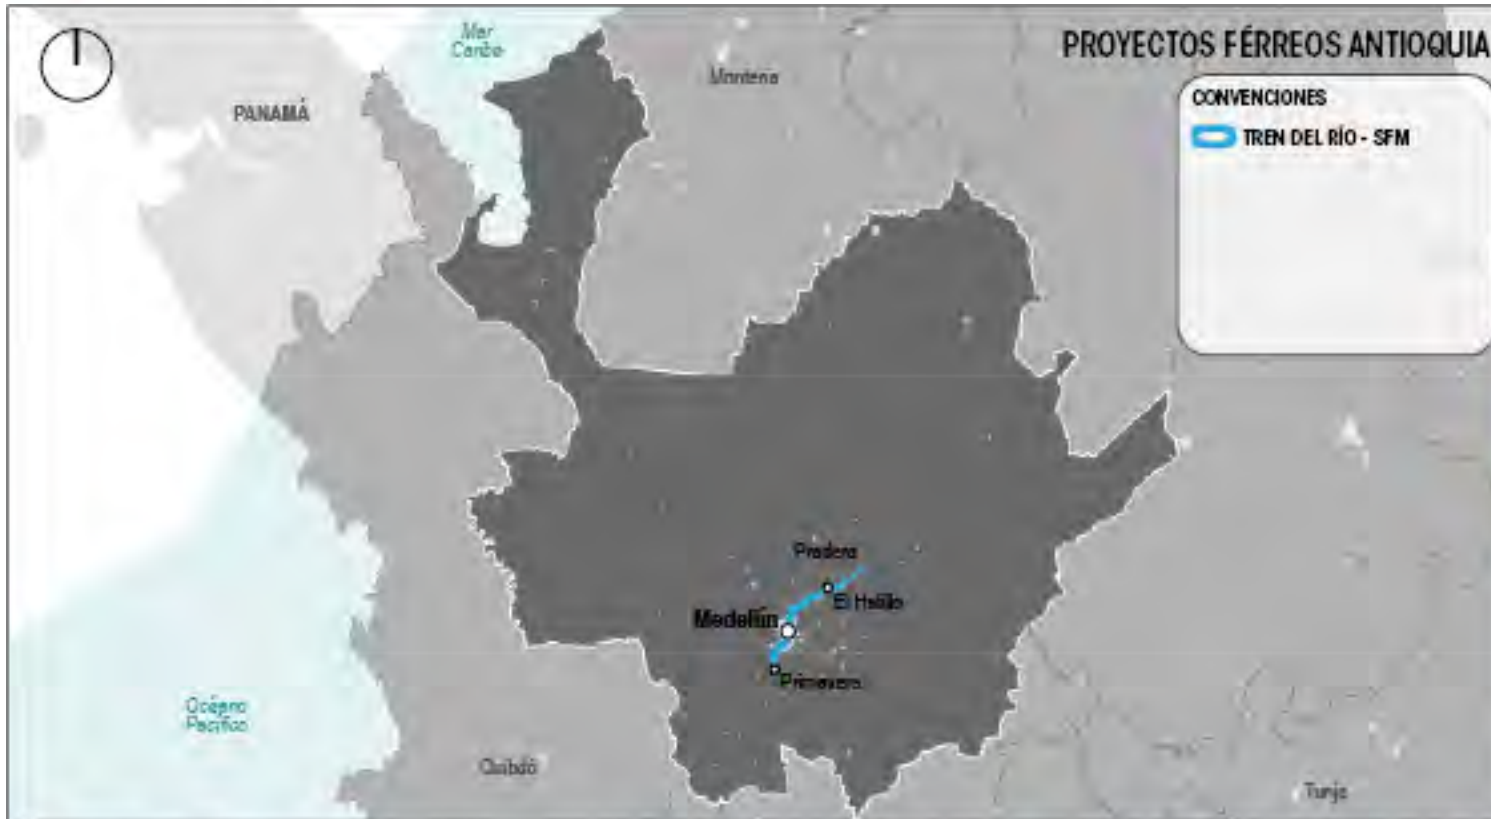 PROYECTOS FÉRREOS ANTIOQUIA
CONVENCIONES
TREN DEL RÍO - SFM
Mar
Caribe
Montería
PANAMÁ
Pradera
El Hatillo
Medellín
Primavera
Océano
Pacífico
Quibdó
Tunja